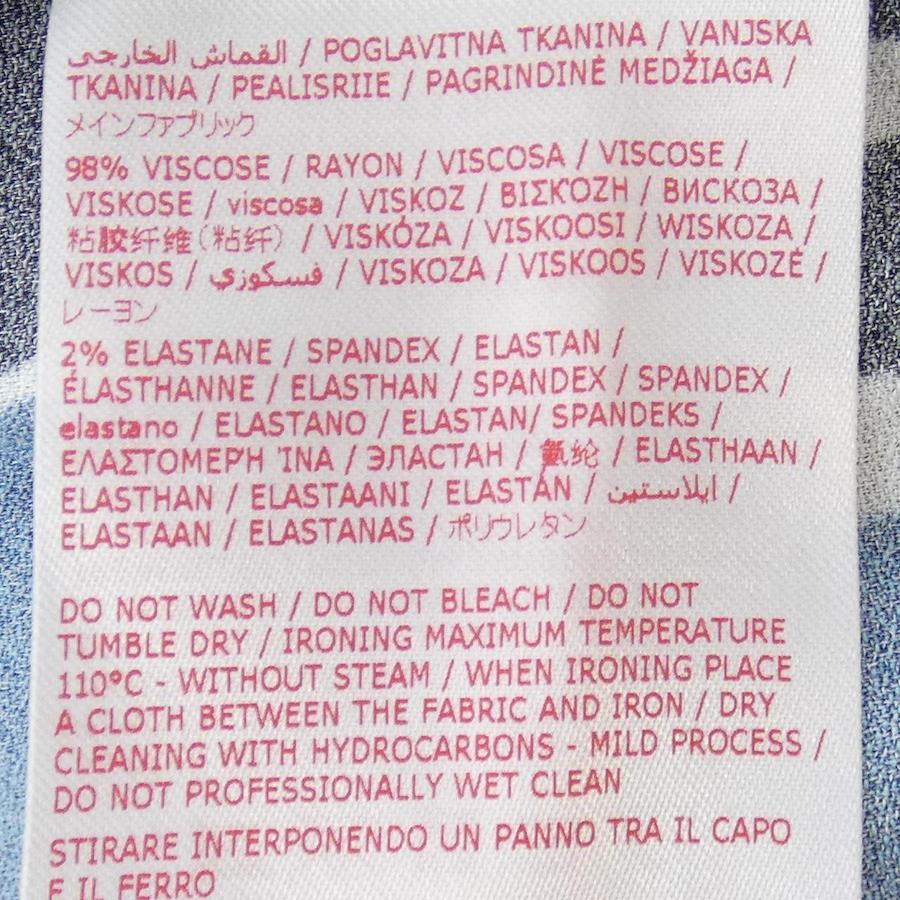 القماش الخارجي / POGLAVITNA TKANINA / VANJSKA
TKANINA / PEALISRIIE / PAGRINDINĖ MEDŽIAGA /
メインファブリック
98% VISCOSE / RAYON / VISCOSA / VISCOSE /
VISKOSE / viscosa / VISKOZ / ΒΙΣΚΌΖΗ / ВИСКОЗА /
粘胶纤维(粘纤) / VISKÓZA / VISKOOSI / WISKOZA /
VISKOS / فسكوزي / VISKOZA / VISKOOS / VISKOZĖ /
レーヨン
2% ELASTANE / SPANDEX / ELASTAN /
ÉLASTHANNE / ELASTHAN / SPANDEX / SPANDEX /
elastano / ELASTANO / ELASTAN/ SPANDEKS /
ΕΛΑΣΤΟΜΕΡΉ ΊΝΑ / ЭЛАСТАН / 氨纶 / ELASTHAAN /
ELASTHAN / ELASTAANI / ELASTÁN / ايلاستين /
ELASTAAN / ELASTANAS / ポリウレタン
DO NOT WASH / DO NOT BLEACH / DO NOT
TUMBLE DRY / IRONING MAXIMUM TEMPERATURE
110°C - WITHOUT STEAM / WHEN IRONING PLACE
A CLOTH BETWEEN THE FABRIC AND IRON / DRY
CLEANING WITH HYDROCARBONS - MILD PROCESS /
DO NOT PROFESSIONALLY WET CLEAN
STIRARE INTERPONENDO UN PANNO TRA IL CAPO
E IL FERRO